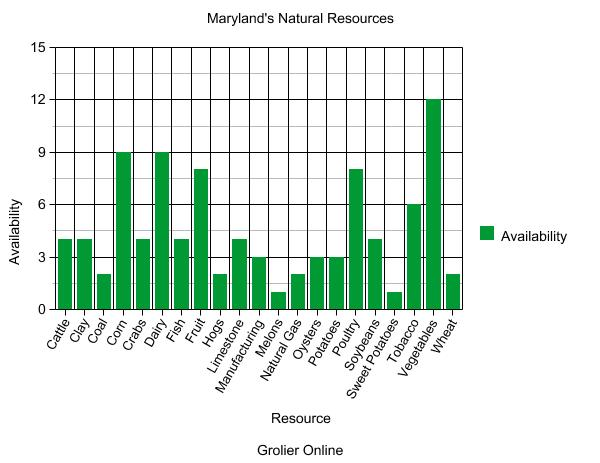 Maryland's Natural Resources
15
12
9
6
3
0
Availability
Availability
Cattle
Clay
Coal
Corn
Crabs
Dairy
Fish
Fruit
Hogs
Limestone
Manufacturing
Melons
Natural Gas
Oysters
Potatoes
Poultry
Soybeans
Sweet Potatoes
Tobacco
Vegetables
Wheat
Resource
Grolier Online